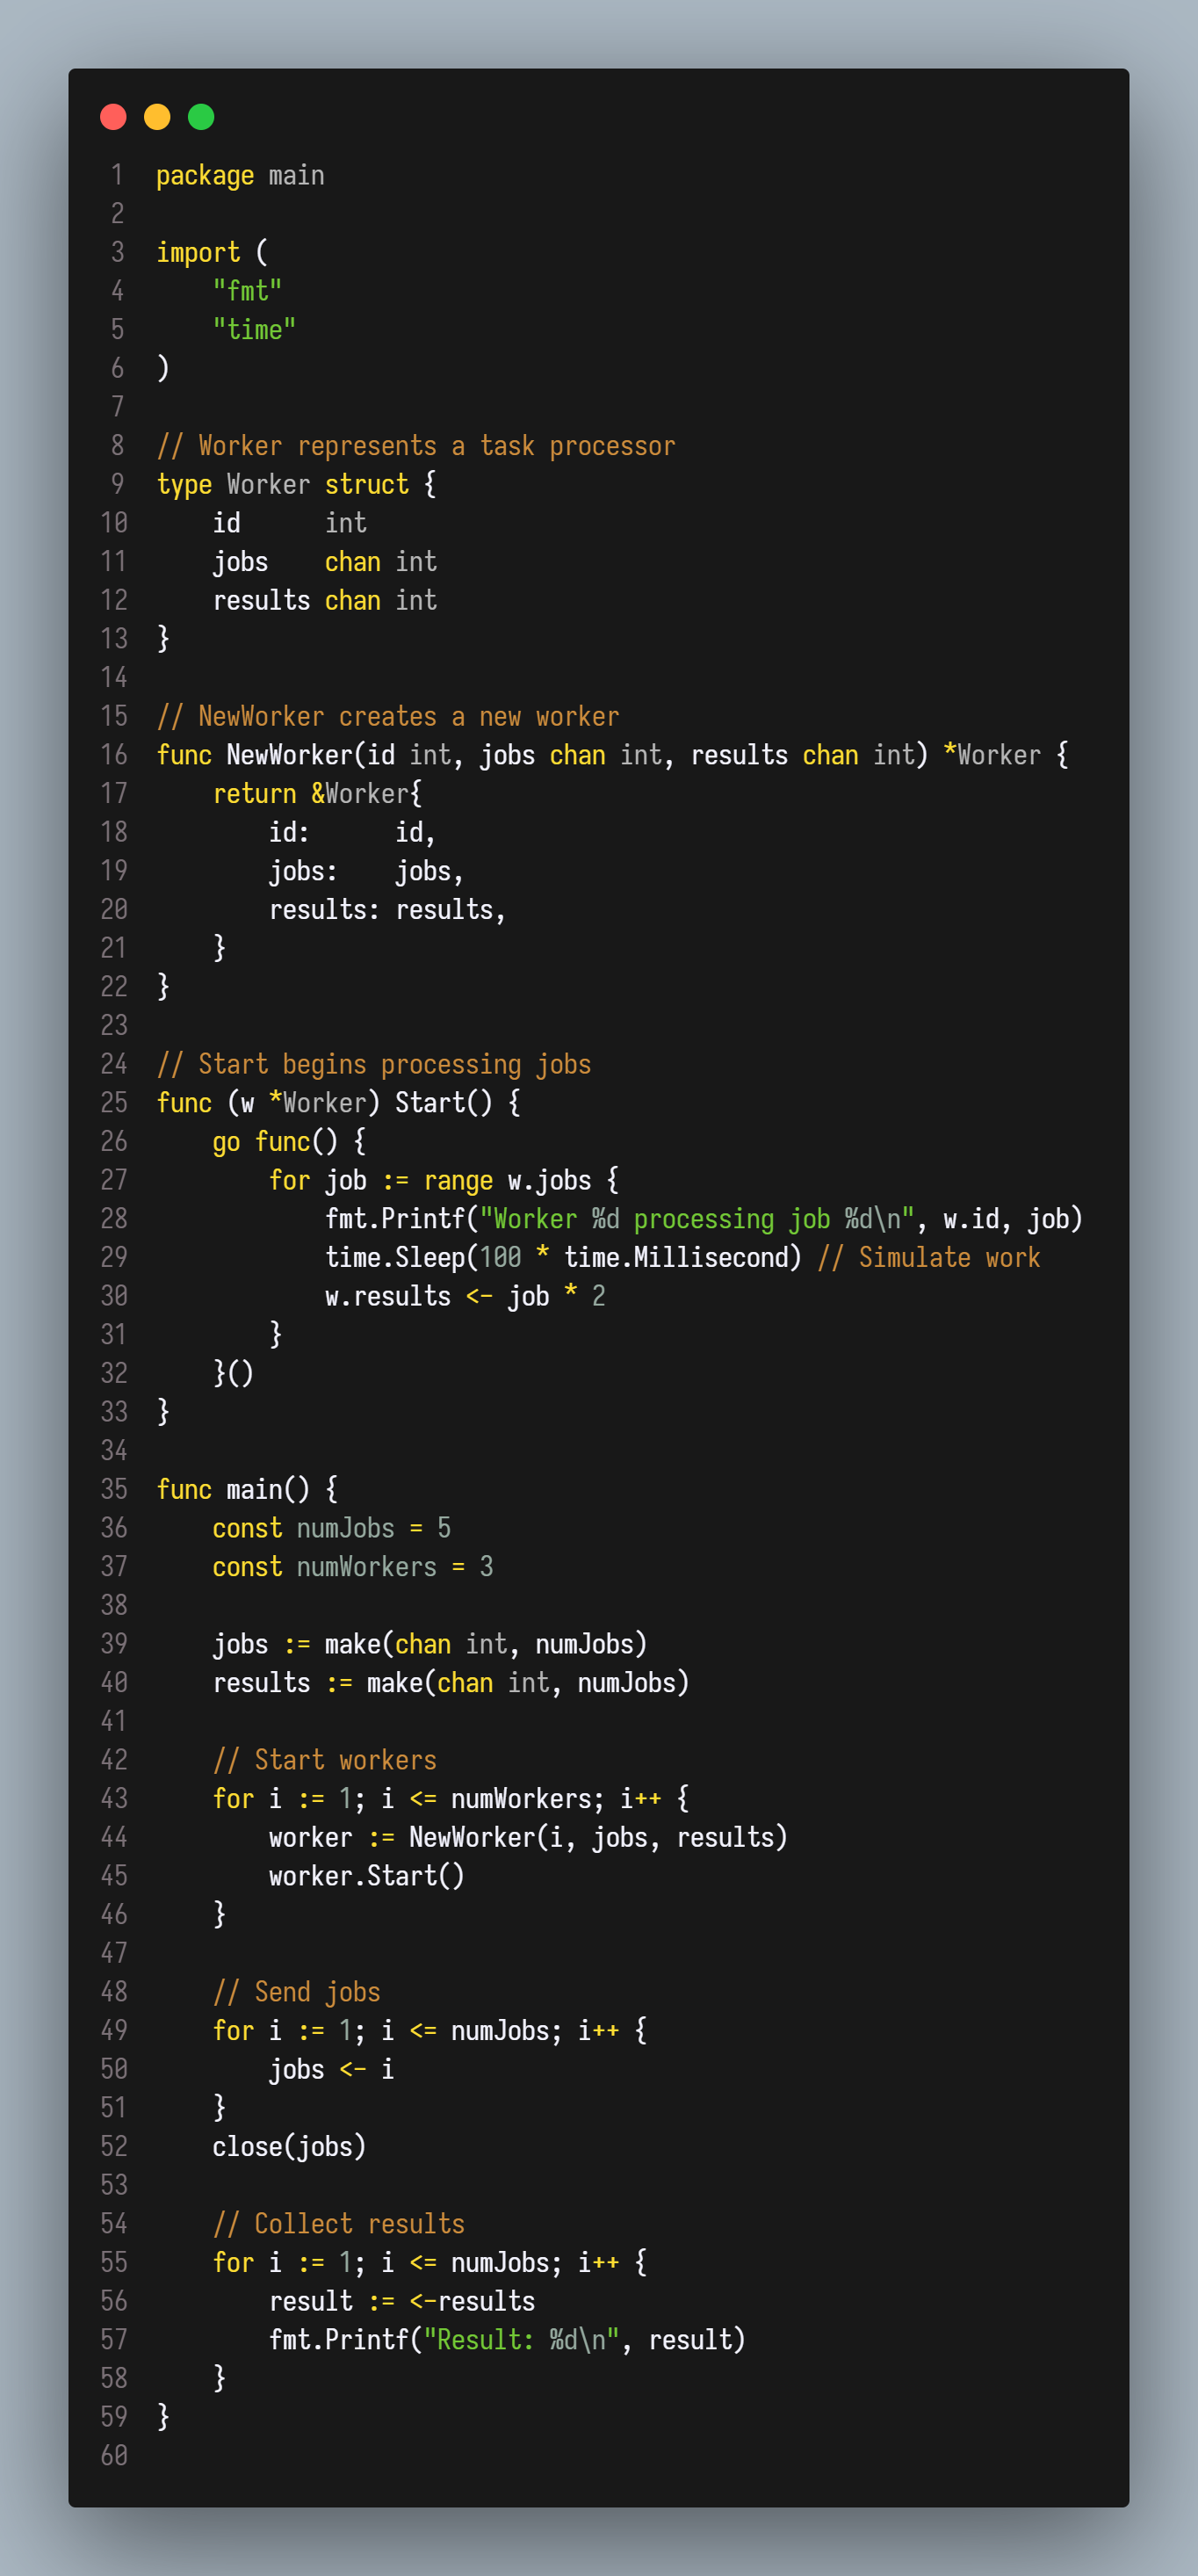 1 package main
2
3 import (
4     "fmt"
5     "time"
6 )
7
8 // Worker represents a task processor
9 type Worker struct {
10     id      int
11     jobs    chan int
12     results chan int
13 }
14
15 // NewWorker creates a new worker
16 func NewWorker(id int, jobs chan int, results chan int) *Worker {
17     return &Worker{
18         id:      id,
19         jobs:    jobs,
20         results: results,
21     }
22 }
23
24 // Start begins processing jobs
25 func (w *Worker) Start() {
26     go func() {
27         for job := range w.jobs {
28             fmt.Printf("Worker %d processing job %d\n", w.id, job)
29             time.Sleep(100 * time.Millisecond) // Simulate work
30             w.results <- job * 2
31         }
32     }()
33 }
34
35 func main() {
36     const numJobs = 5
37     const numWorkers = 3
38
39     jobs := make(chan int, numJobs)
40     results := make(chan int, numJobs)
41
42     // Start workers
43     for i := 1; i <= numWorkers; i++ {
44         worker := NewWorker(i, jobs, results)
45         worker.Start()
46     }
47
48     // Send jobs
49     for i := 1; i <= numJobs; i++ {
50         jobs <- i
51     }
52     close(jobs)
53
54     // Collect results
55     for i := 1; i <= numJobs; i++ {
56         result := <-results
57         fmt.Printf("Result: %d\n", result)
58     }
59 }
60